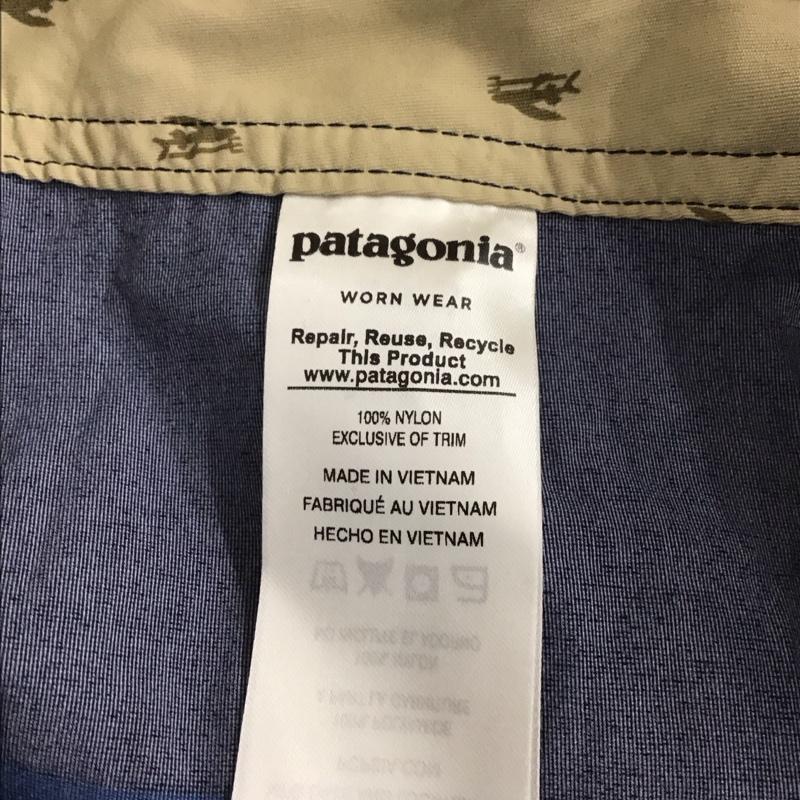 patagonia®
WORN WEAR
Repair, Reuse, Recycle
This Product
www.patagonia.com
100% NYLON
EXCLUSIVE OF TRIM
MADE IN VIETNAM
FABRIQUÉ AU VIETNAM
HECHO EN VIETNAM